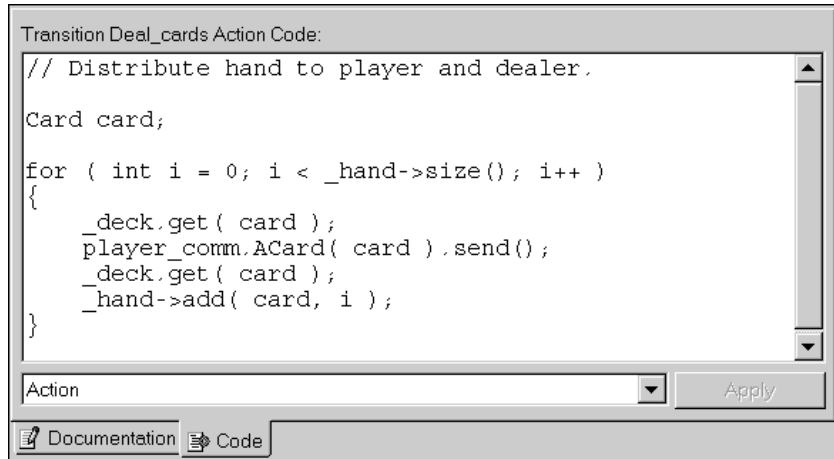 Transition Deal_cards Action Code:
// Distribute hand to player and dealer.
Card card;
for ( int i = 0; i < _hand->size(); i++ )
{
    _deck.get( card );
    player_comm.ACard( card ).send();
    _deck.get( card );
    _hand->add( card, i );
}
Action
Apply
Documentation Code